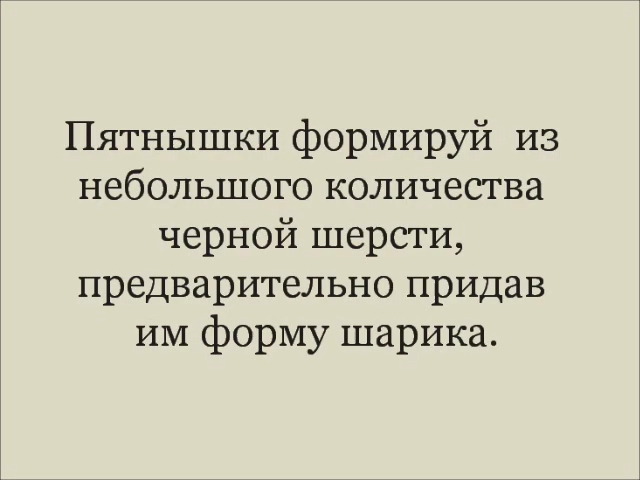 Пятнышки формируй  из
небольшого количества
черной шерсти,
предварительно придав
им форму шарика.